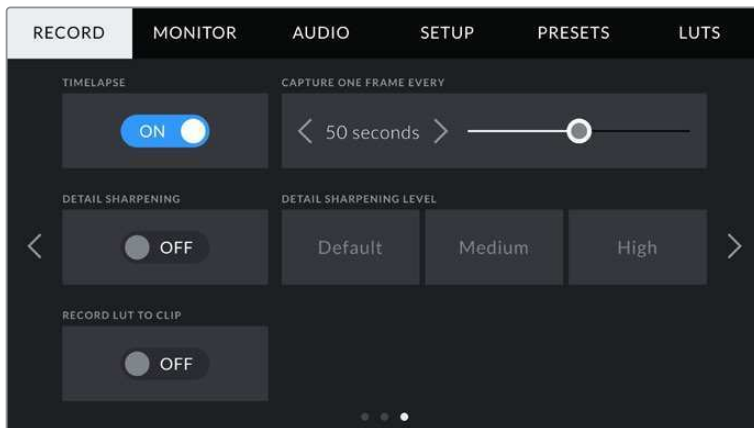 RECORD MONITOR AUDIO SETUP PRESETS LUTS
TIMELAPSE CAPTURE ONE FRAME EVERY
ON 50 seconds
DETAIL SHARPENING DETAIL SHARPENING LEVEL
OFF Default Medium High
RECORD LUT TO CLIP
OFF